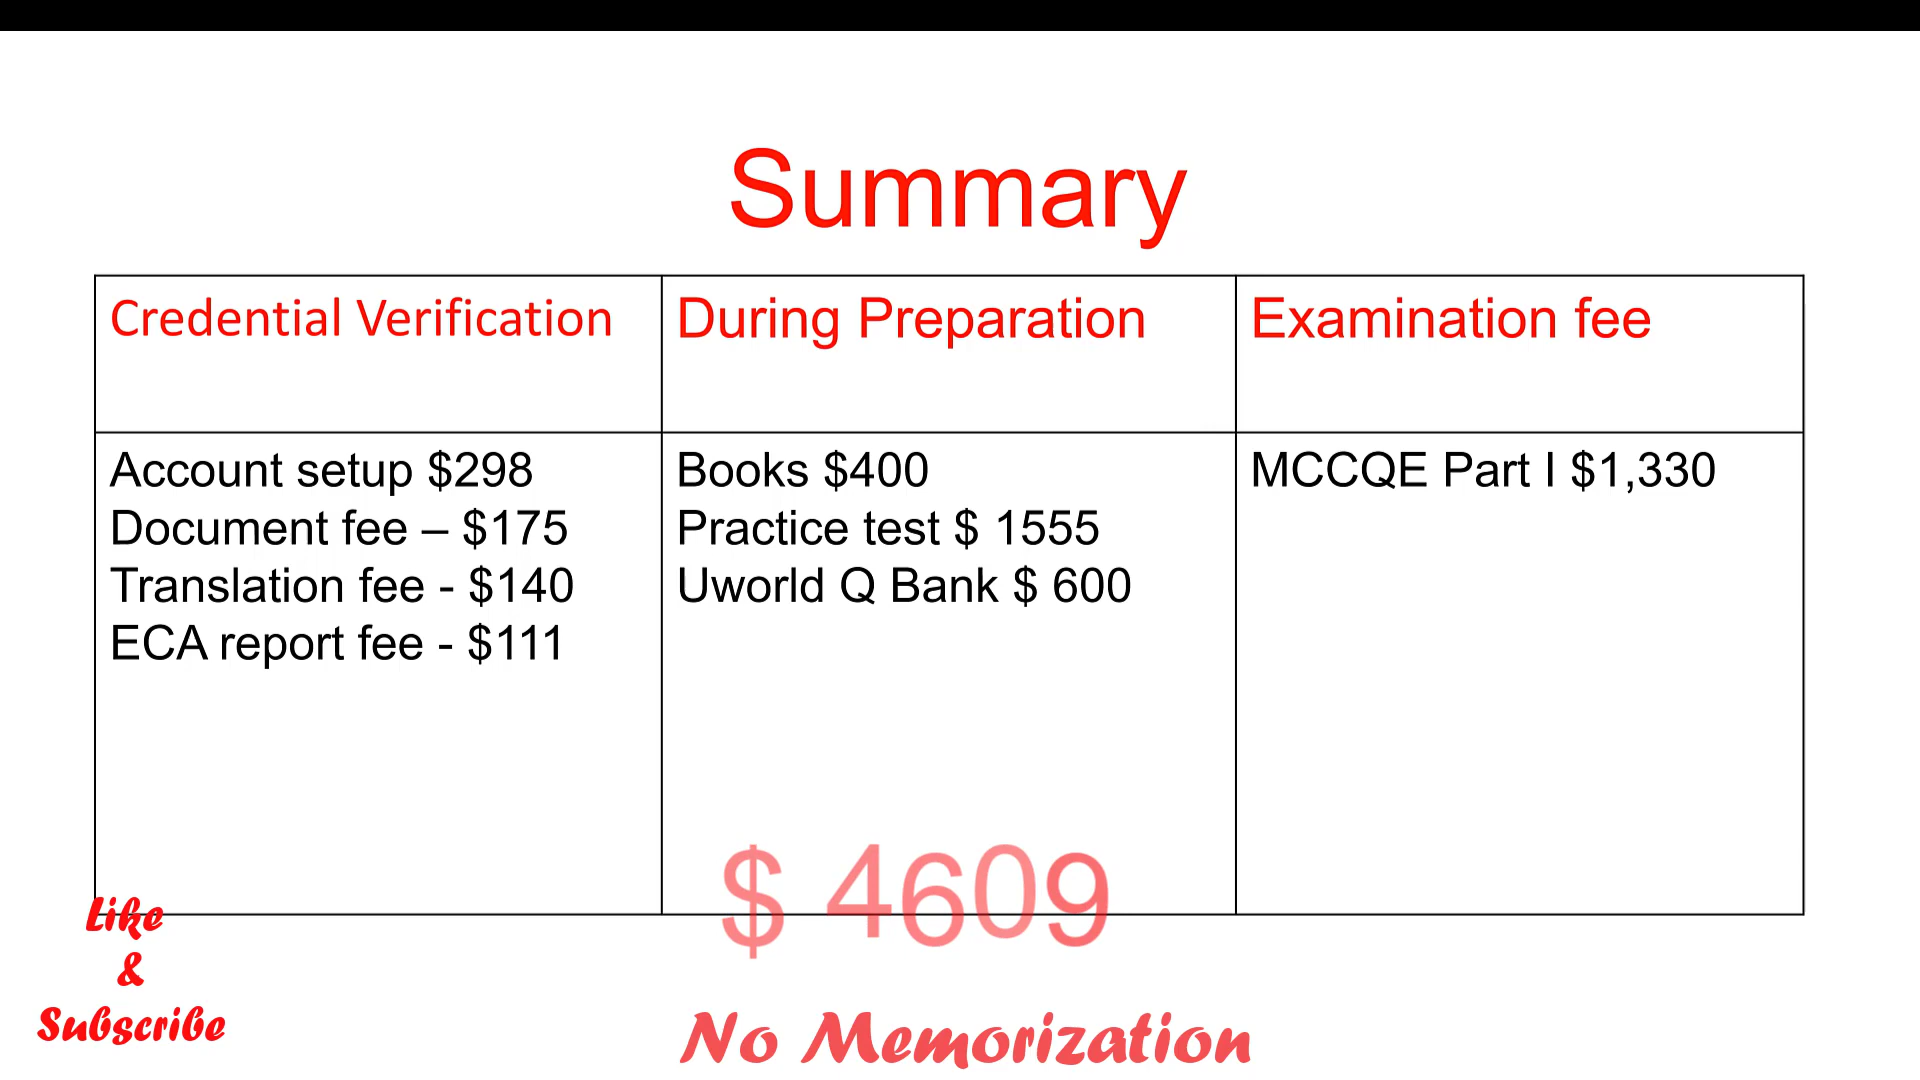 Summary
Credential Verification
During Preparation
Examination fee
Account setup $298
Document fee – $175
Translation fee - $140
ECA report fee - $111
Books $400
Practice test $ 1555
Uworld Q Bank $ 600
MCCQE Part I $1,330
$ 4609
Like
&
Subscribe
No Memorization